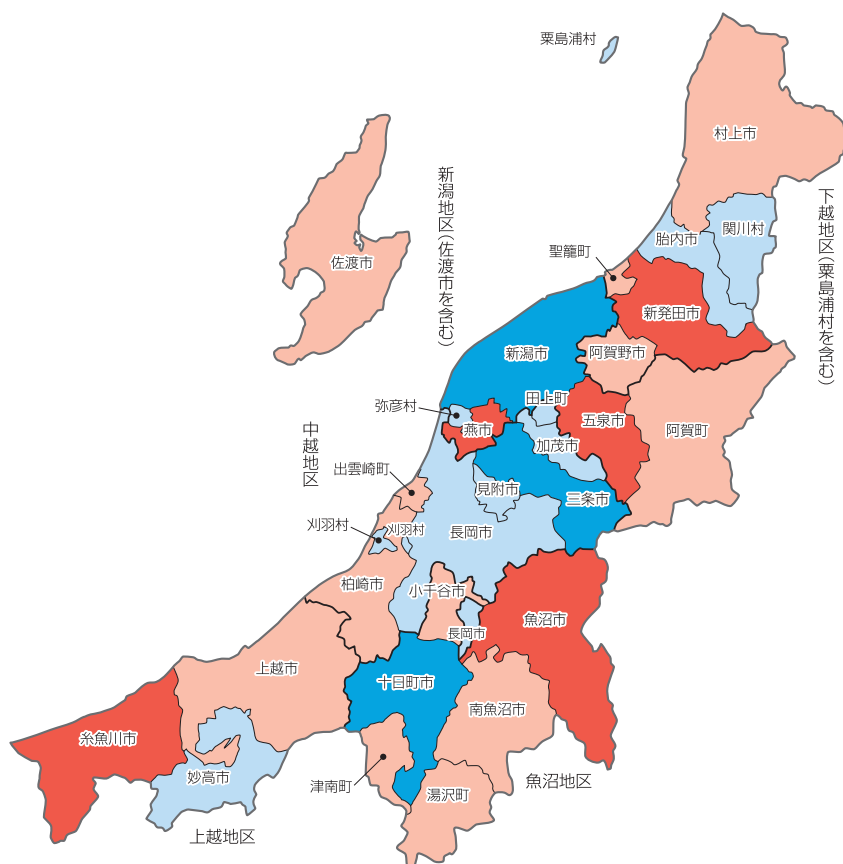 粟島浦村
村上市
下越地区(粟島浦村を含む)
関川村
胎内市
新潟地区(佐渡市を含む)
佐渡市
聖籠町
新発田市
新潟市
阿賀野市
田上町
弥彦村
燕市
五泉市
阿賀町
加茂市
中越地区
出雲崎町
見附市
三条市
刈羽村
刈羽村
長岡市
柏崎市
小千谷市
魚沼市
長岡市
上越市
十日町市
南魚沼市
糸魚川市
妙高市
津南町
湯沢町
魚沼地区
上越地区